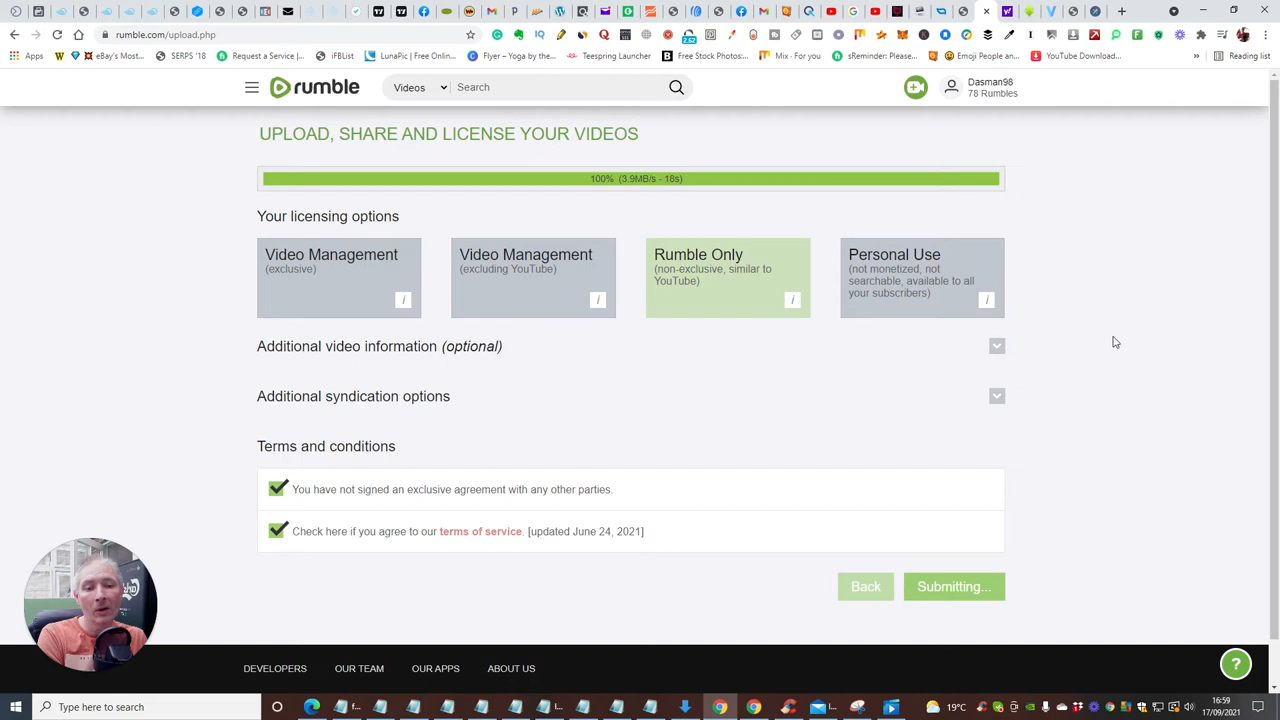 rumble.com/upload.php
Apps
eBay's Most...
SERPS '18
Request a Service |...
iFBList
LunaPic | Free Onlin...
Flyer – Yoga by the...
Teespring Launcher
Free Stock Photos:...
Mix · For you
sReminder: Please...
Emoji People and...
YouTube Download...
Reading list
2.62
rumble
Videos
Search
Dasman98
78 Rumbles
UPLOAD, SHARE AND LICENSE YOUR VIDEOS
100% (3.9MB/s - 18s)
Your licensing options
Video Management
(exclusive)
i
Video Management
(excluding YouTube)
i
Rumble Only
(non-exclusive, similar to
YouTube)
i
Personal Use
(not monetized, not
searchable, available to all
your subscribers)
i
Additional video information (optional)
Additional syndication options
Terms and conditions
You have not signed an exclusive agreement with any other parties.
Check here if you agree to our terms of service. [updated June 24, 2021]
Back
Submitting...
DEVELOPERS
OUR TEAM
OUR APPS
ABOUT US
?
Type here to search
19°C
16:59
17/09/2021